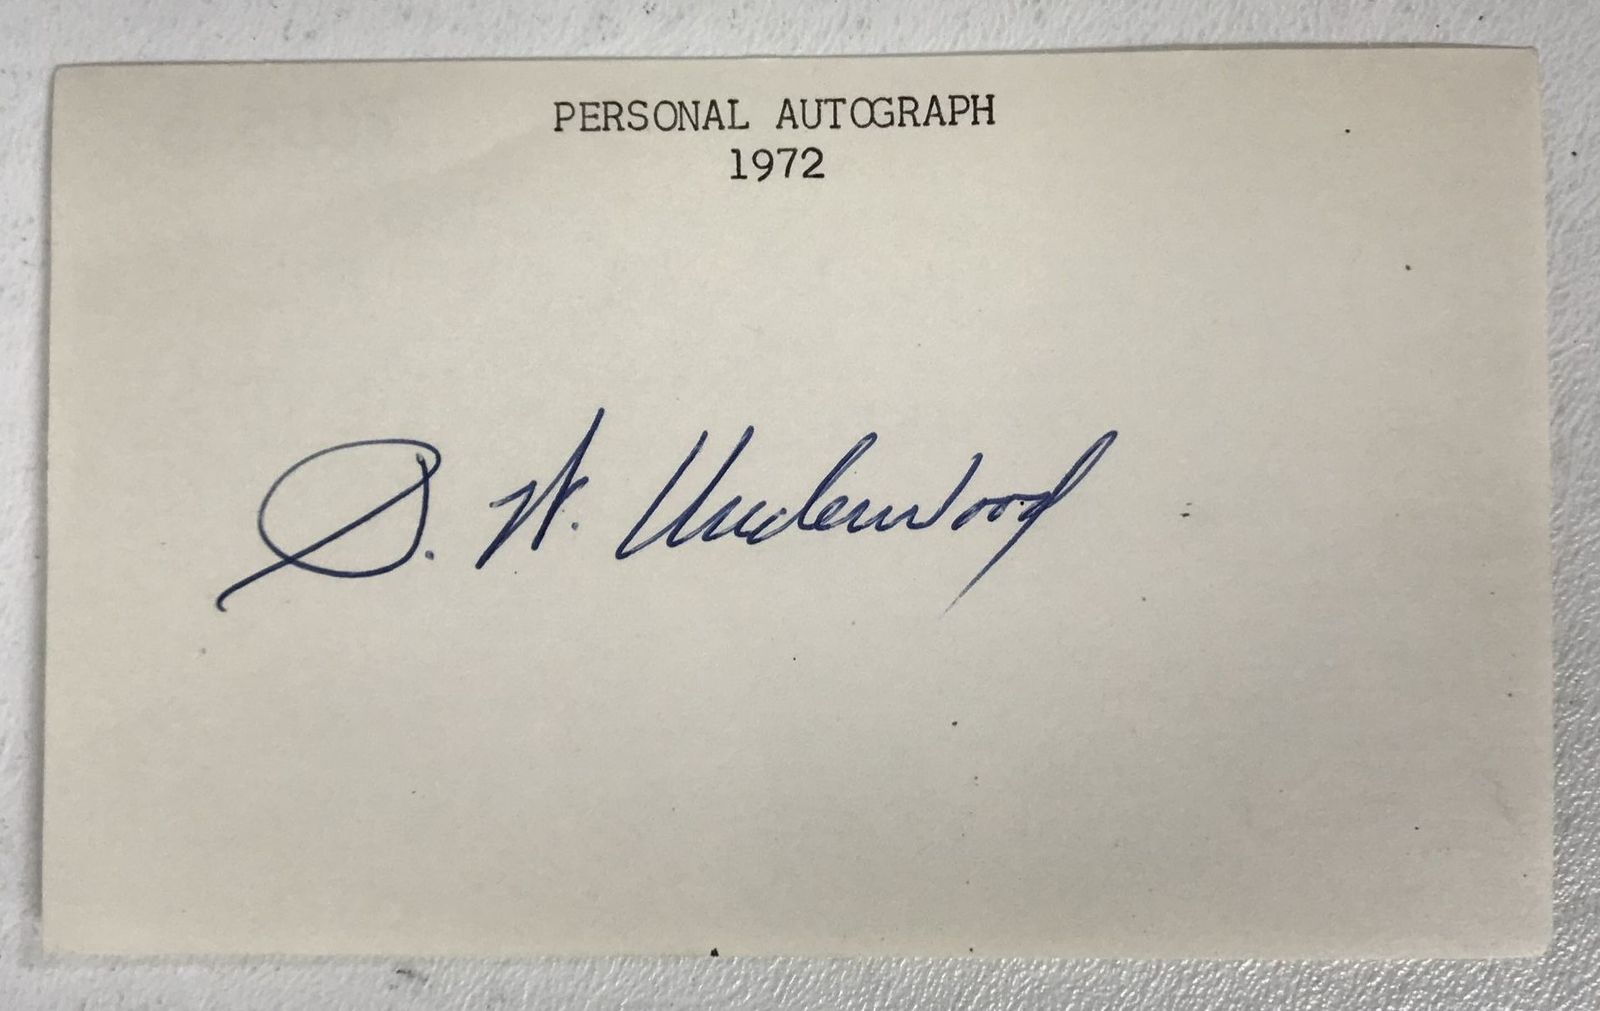 PERSONAL AUTOGRAPH
1972
S. W. Underwood